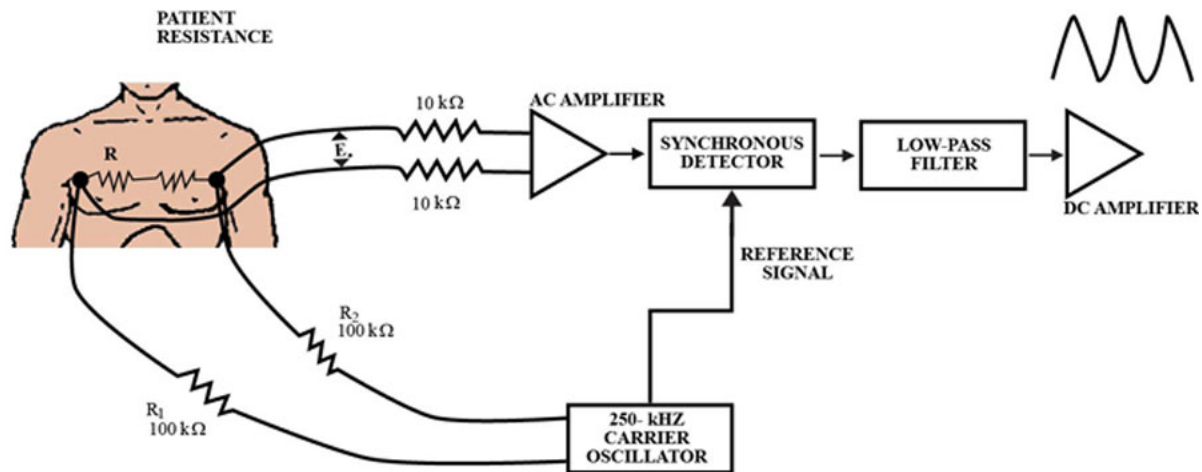 PATIENT
RESISTANCE
R
E
10 kΩ
10 kΩ
AC AMPLIFIER
SYNCHRONOUS
DETECTOR
LOW-PASS
FILTER
DC AMPLIFIER
REFERENCE
SIGNAL
R2
100 kΩ
R1
100 kΩ
250- kHZ
CARRIER
OSCILLATOR